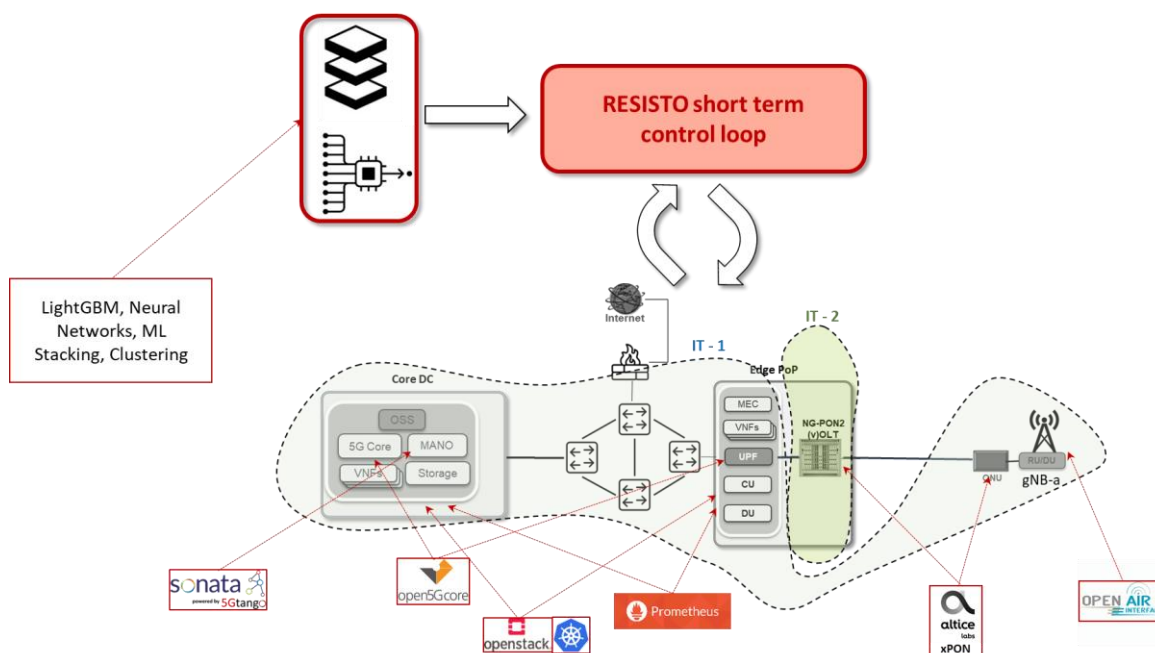 RESISTO short term
control loop
LightGBM, Neural
Networks, ML
Stacking, Clustering
Internet
IT - 2
IT - 1
Core DC
Edge PoP
OSS
5G Core
MANO
VNFs
Storage
MEC
VNFs
UPF
CU
DU
NG-PON2
(v)OLT
ONU
RU/DU
gNB-a
sonata
powered by 5Gtango
open5Gcore
openstack
Prometheus
altice
labs
xPON
OPEN AIR
INTERFAC